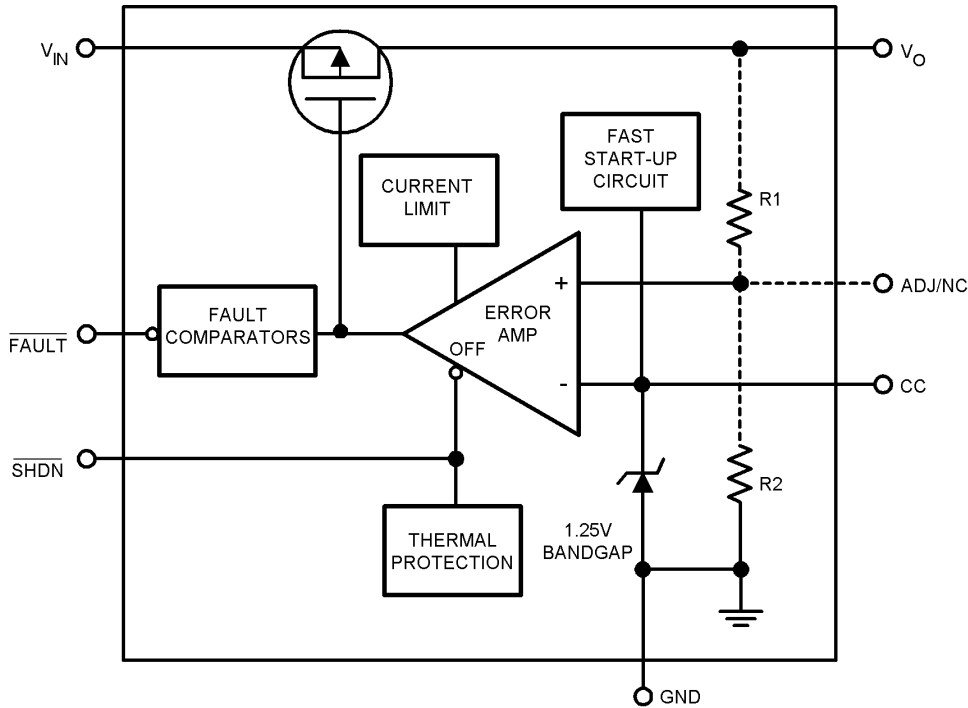 VIN
VO
FAST
START-UP
CIRCUIT
CURRENT
LIMIT
R1
+
ADJ/NC
ERROR
AMP
FAULT
COMPARATORS
FAULT
OFF
-
CC
SHDN
R2
1.25V
BANDGAP
THERMAL
PROTECTION
GND